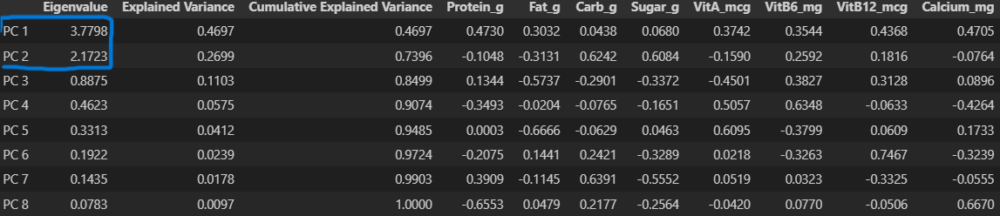 Eigenvalue Explained Variance Cumulative Explained Variance Protein_g Fat_g Carb_g Sugar_g VitA_mcg VitB6_mg VitB12_mcg Calcium_mg
PC 1 3.7798 0.4697 0.4697 0.4730 0.3032 0.0438 0.0680 0.3742 0.3544 0.4368 0.4705
PC 2 2.1723 0.2699 0.7396 -0.1048 -0.3131 0.6242 0.6084 -0.1590 0.2592 0.1816 -0.0764
PC 3 0.8875 0.1103 0.8499 0.1344 -0.5737 -0.2901 -0.3372 -0.4501 0.3827 0.3128 0.0896
PC 4 0.4623 0.0575 0.9074 -0.3493 -0.0204 -0.0765 -0.1651 0.5057 0.6348 -0.0633 -0.4264
PC 5 0.3313 0.0412 0.9485 0.0003 -0.6666 -0.0629 0.0463 0.6095 -0.3799 0.0609 0.1733
PC 6 0.1922 0.0239 0.9724 -0.2075 0.1441 0.2421 -0.3289 0.0218 -0.3263 0.7467 -0.3239
PC 7 0.1435 0.0178 0.9903 0.3909 -0.1145 0.6391 -0.5552 0.0519 0.0323 -0.3325 -0.0555
PC 8 0.0783 0.0097 1.0000 -0.6553 0.0479 0.2177 -0.2564 -0.0420 0.0770 -0.0506 0.6670